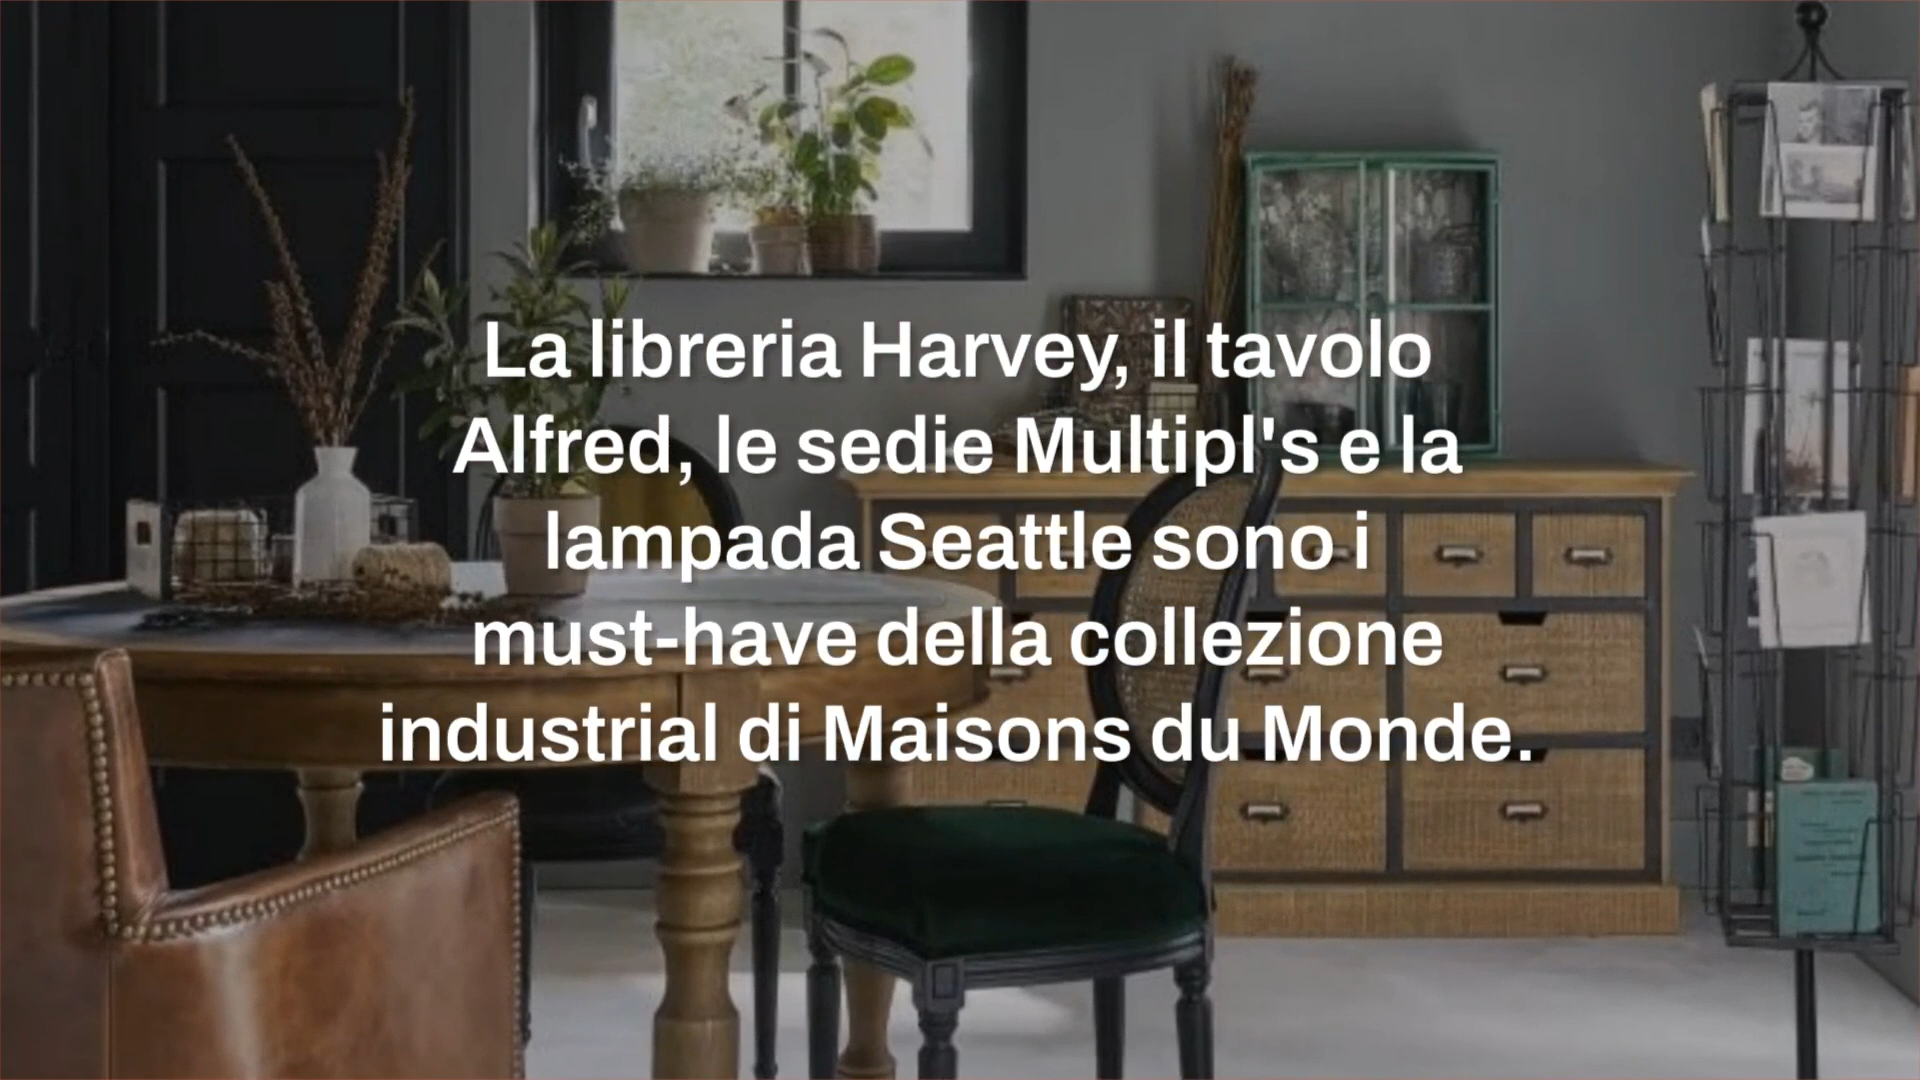 La libreria Harvey, il tavolo
Alfred, le sedie Multipl's e la
lampada Seattle sono i
must-have della collezione
industrial di Maisons du Monde.